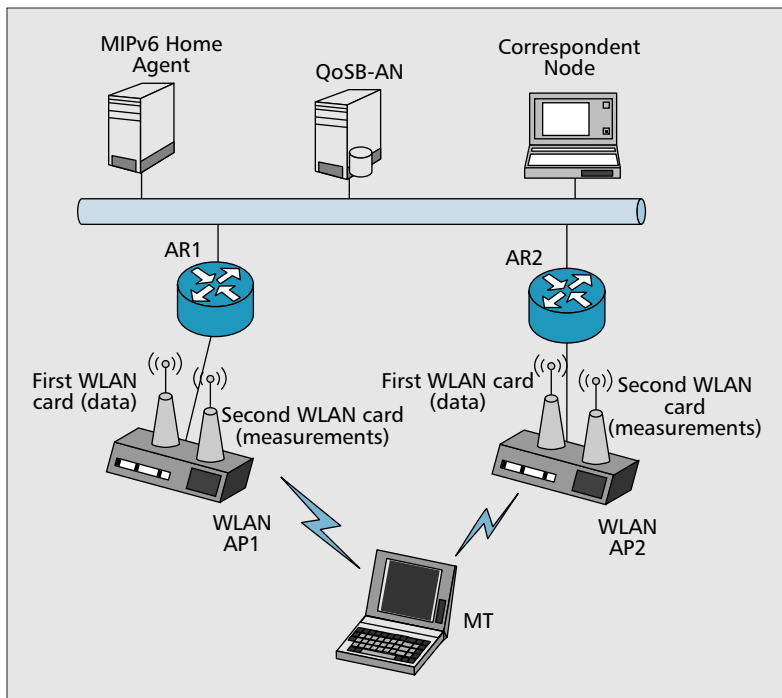 MIPv6 Home
Agent
QoSB-AN
Correspondent
Node
AR1
AR2
First WLAN
card (data)
Second WLAN card
(measurements)
First WLAN card
(data)
Second WLAN
card
(measurements)
WLAN
AP1
WLAN
AP2
MT